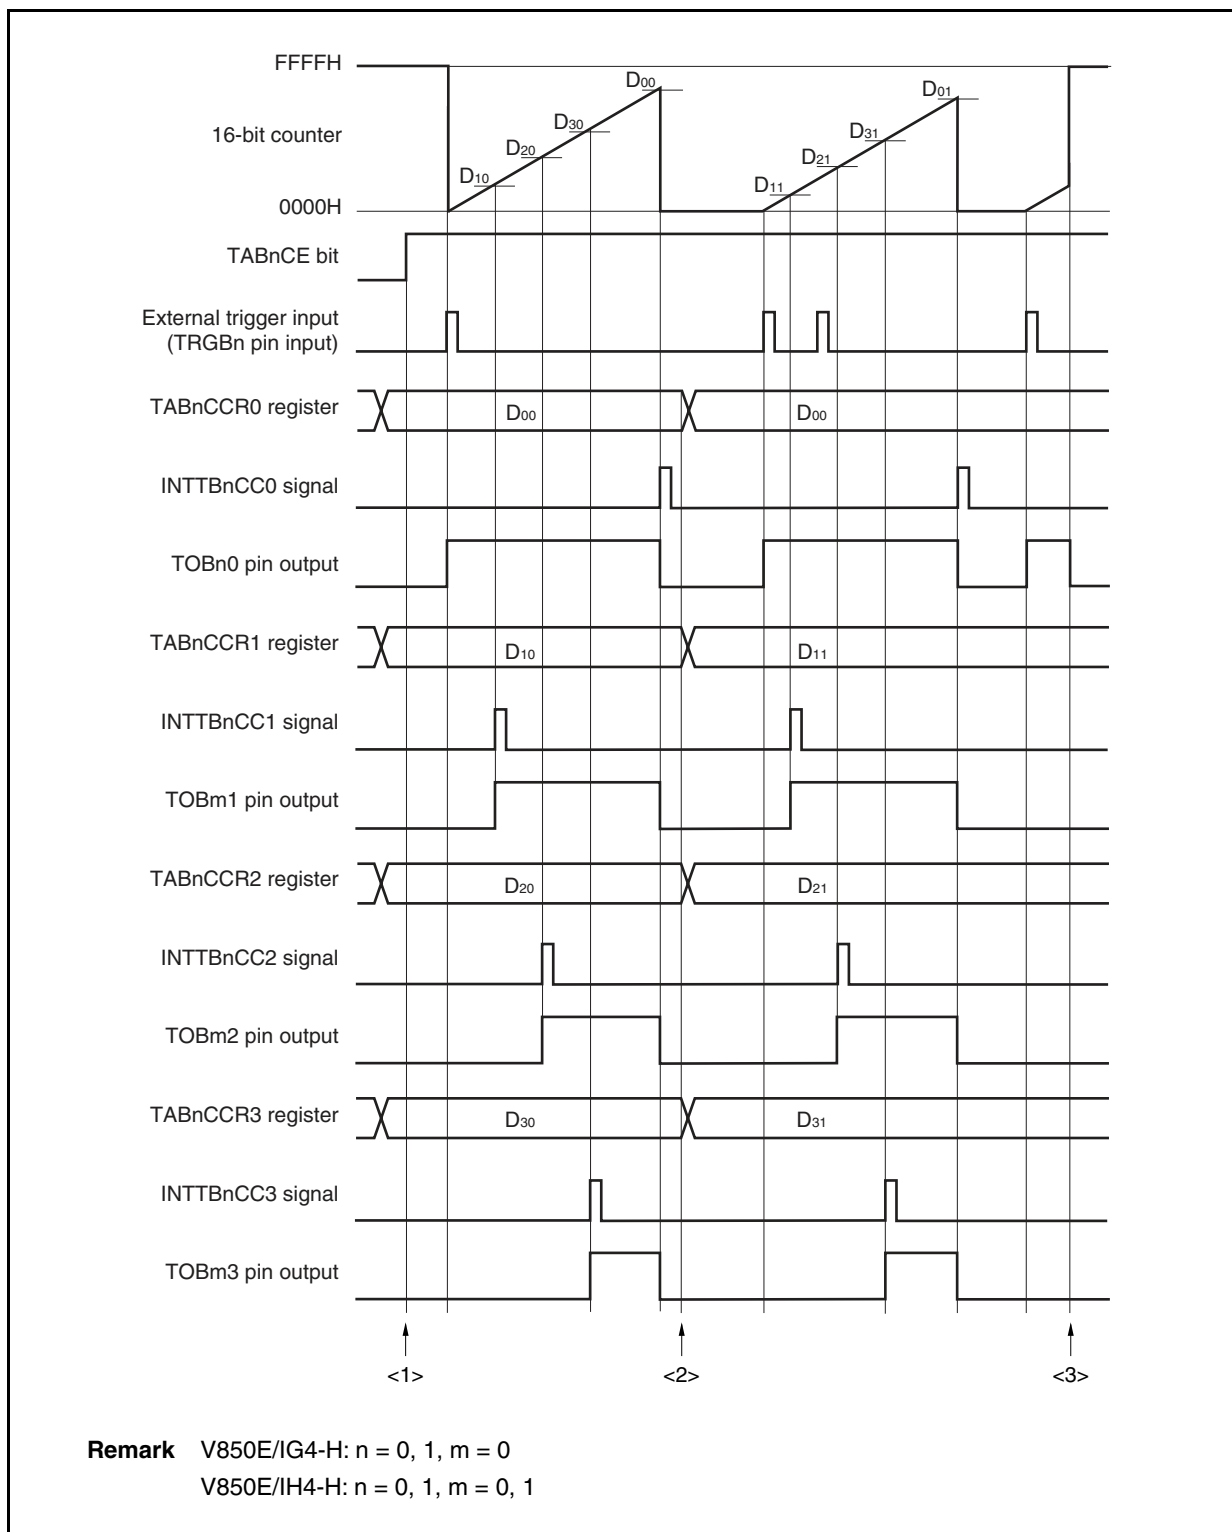 FFFFH
D00
D01
D30
D31
16-bit counter
D20
D21
D10
D11
0000H
TABnCE bit
External trigger input
(TRGBn pin input)
TABnCCR0 register
D00
D00
INTTBnCC0 signal
TOBn0 pin output
TABnCCR1 register
D10
D11
INTTBnCC1 signal
TOBm1 pin output
TABnCCR2 register
D20
D21
INTTBnCC2 signal
TOBm2 pin output
TABnCCR3 register
D30
D31
INTTBnCC3 signal
TOBm3 pin output
<1>
<2>
<3>
Remark V850E/IG4-H: n = 0, 1, m = 0
V850E/IH4-H: n = 0, 1, m = 0, 1